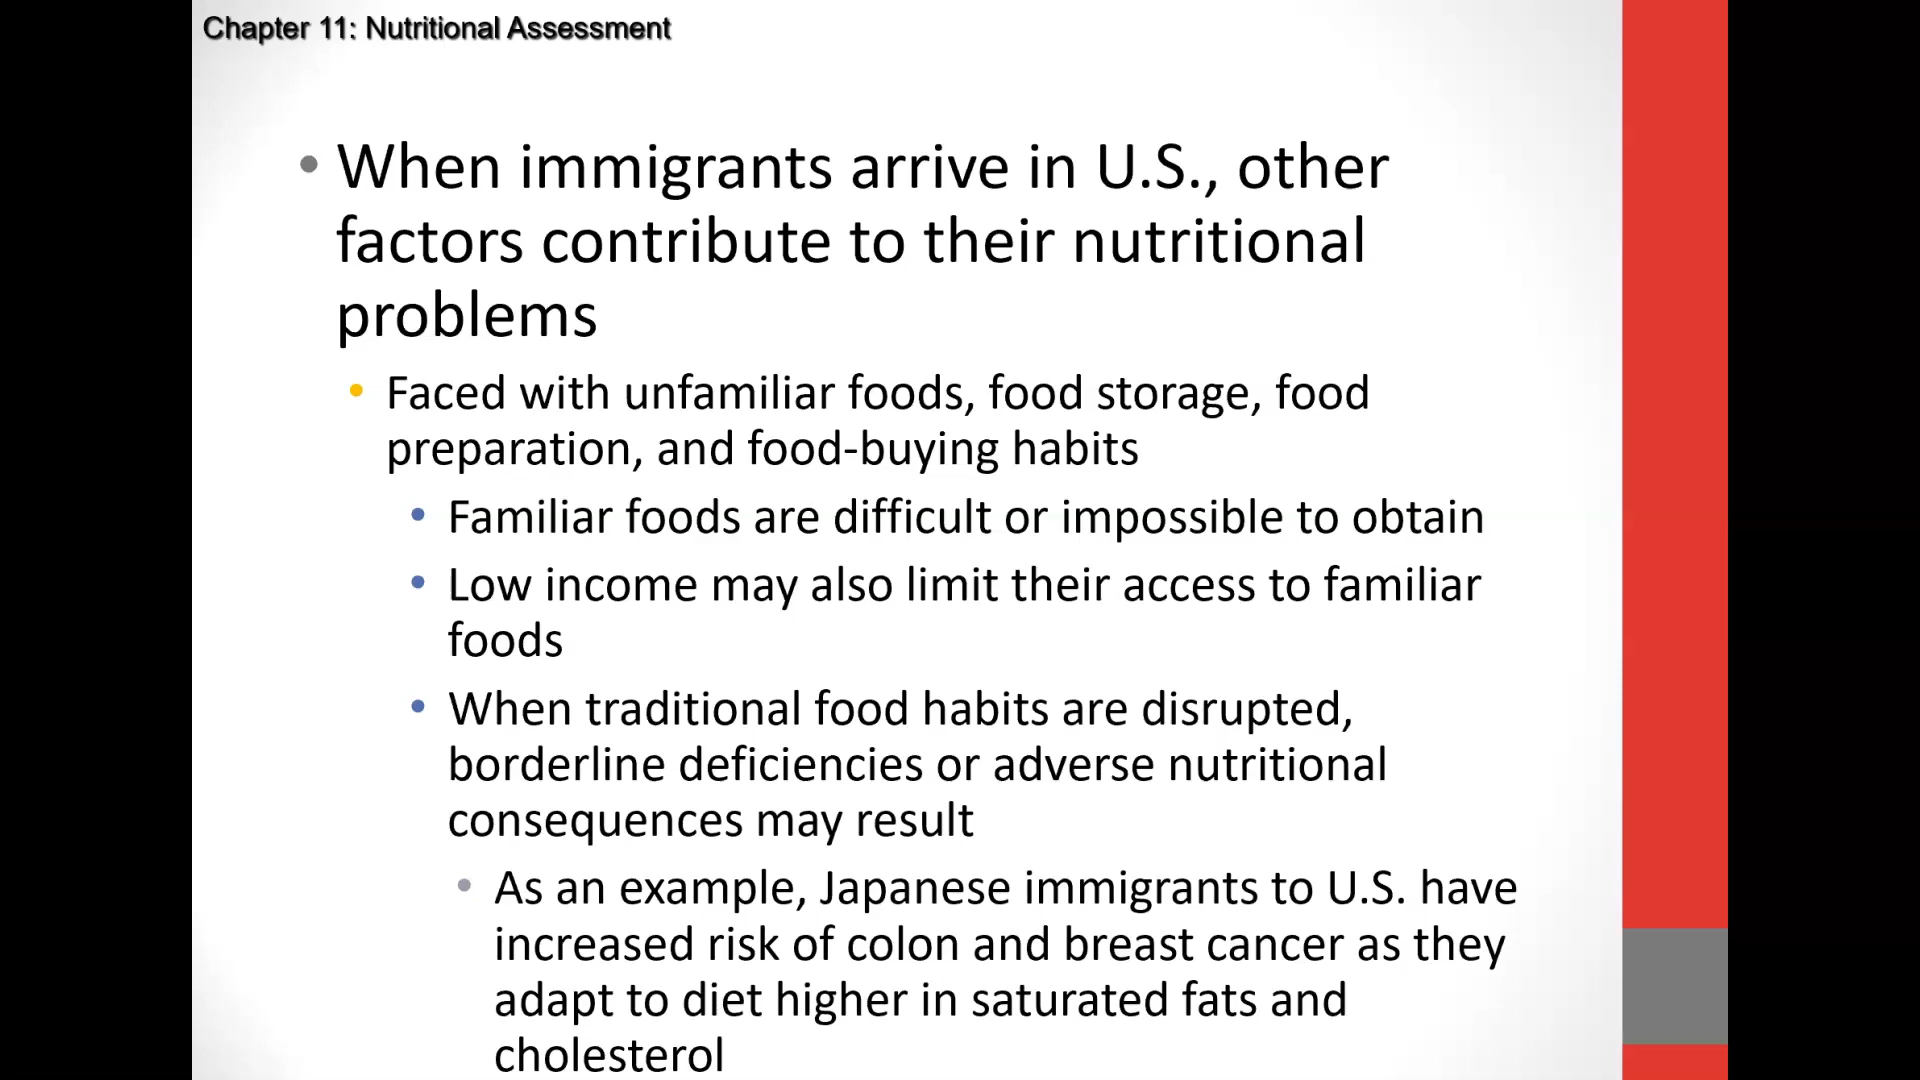 Chapter 11: Nutritional Assessment
• When immigrants arrive in U.S., other
factors contribute to their nutritional
problems
• Faced with unfamiliar foods, food storage, food
preparation, and food-buying habits
• Familiar foods are difficult or impossible to obtain
• Low income may also limit their access to familiar
foods
• When traditional food habits are disrupted,
borderline deficiencies or adverse nutritional
consequences may result
• As an example, Japanese immigrants to U.S. have
increased risk of colon and breast cancer as they
adapt to diet higher in saturated fats and
cholesterol